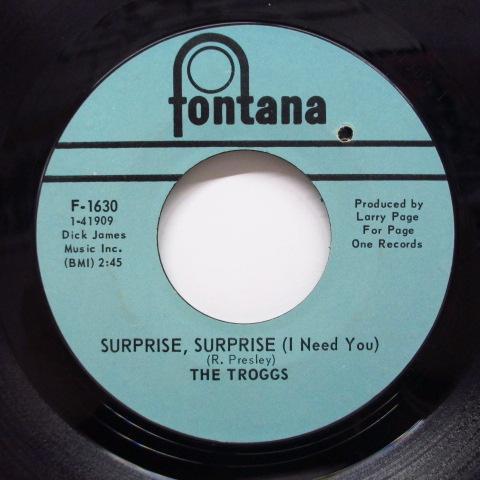 fontana
F-1630
1-41909
Dick James
Music Inc.
(BMI) 2:45
Produced by
Larry Page
For Page
One Records
SURPRISE, SURPRISE (I Need You)
(R. Presley)
THE TROGGS